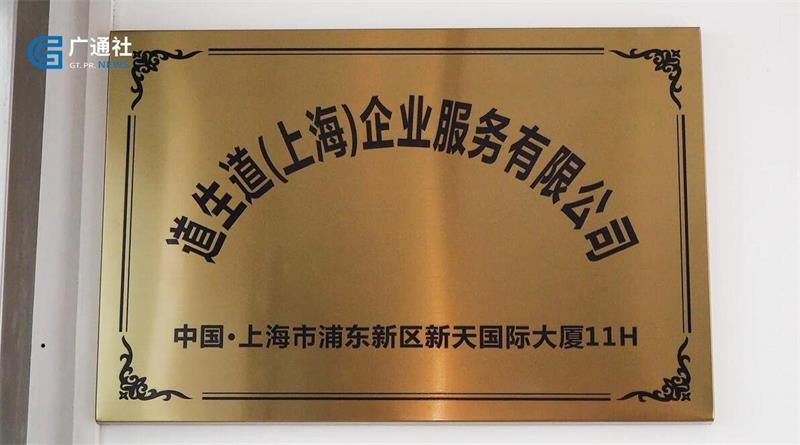 广通社
GT. PR. NEWS
道生道(上海)企业服务有限公司
中国·上海市浦东新区新天国际大厦11H